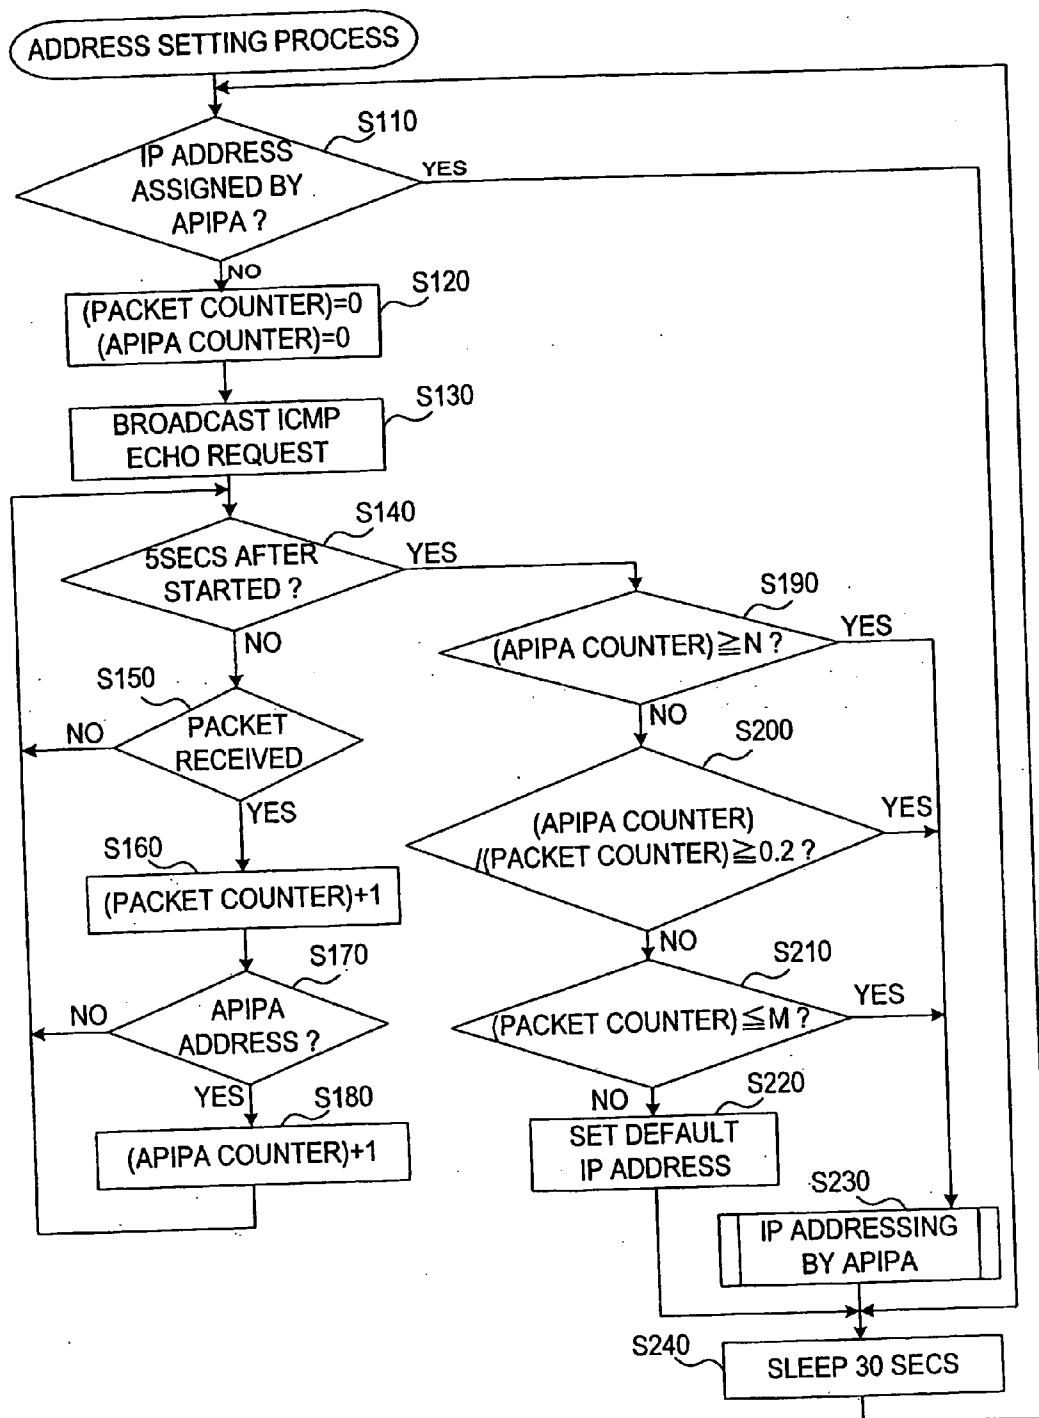 ADDRESS SETTING PROCESS
S110
IP ADDRESS
ASSIGNED BY
APIPA ?
YES
NO
S120
(PACKET COUNTER)=0
(APIPA COUNTER)=0
S130
BROADCAST ICMP
ECHO REQUEST
S140
5SECS AFTER
STARTED ?
YES
NO
S150
PACKET
RECEIVED
NO
YES
S160
(PACKET COUNTER)+1
S170
APIPA
ADDRESS ?
NO
YES
S180
(APIPA COUNTER)+1
S190
(APIPA COUNTER)≧N ?
YES
NO
S200
(APIPA COUNTER)
/(PACKET COUNTER)≧0.2 ?
YES
NO
S210
(PACKET COUNTER)≦M ?
YES
NO
S220
SET DEFAULT
IP ADDRESS
S230
IP ADDRESSING
BY APIPA
S240
SLEEP 30 SECS